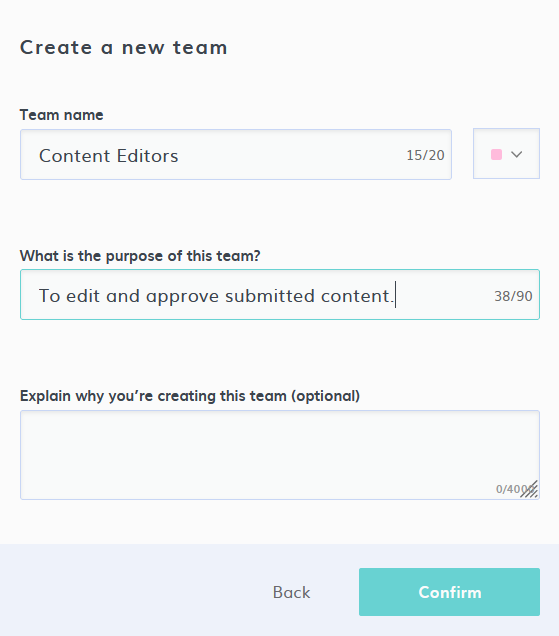 Create a new team
Team name
Content Editors 15/20
What is the purpose of this team?
To edit and approve submitted content. 38/90
Explain why you’re creating this team (optional)
0/4000
Back Confirm